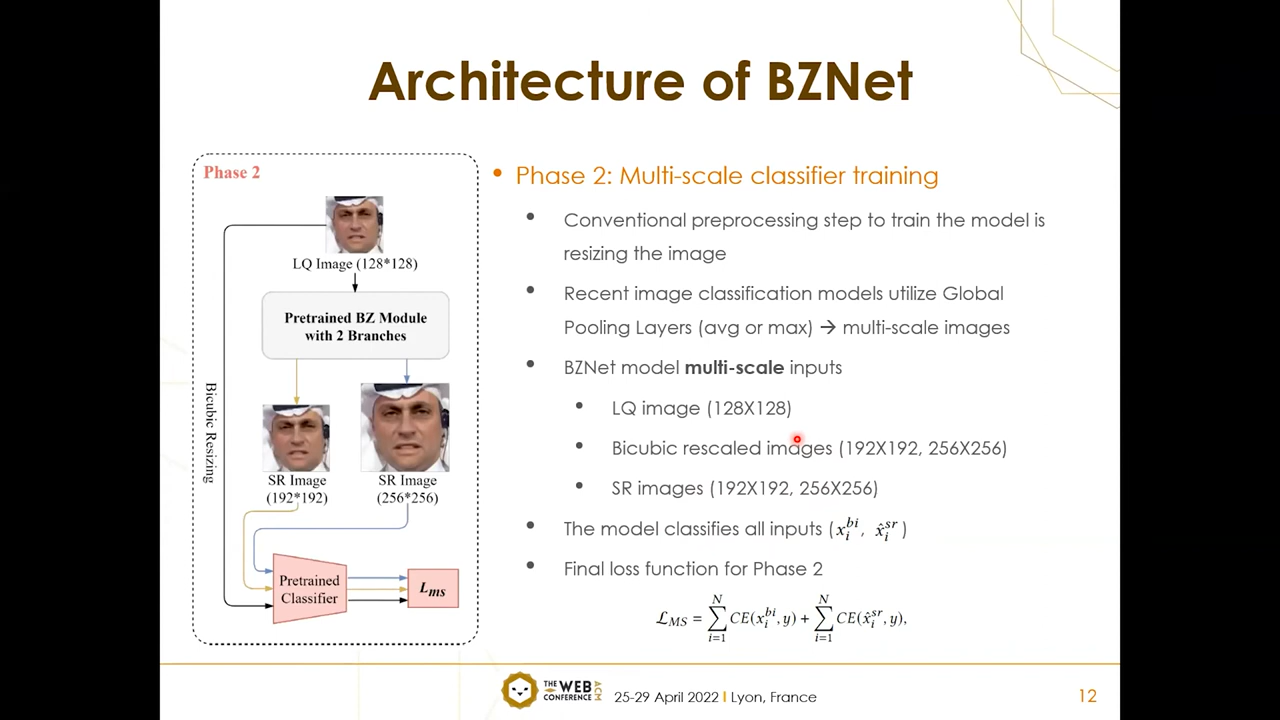 Architecture of BZNet
Phase 2
LQ Image (128*128)
Pretrained BZ Module
with 2 Branches
Bicubic Resizing
SR Image
(192*192)
SR Image
(256*256)
Pretrained
Classifier
Lms
• Phase 2: Multi-scale classifier training
• Conventional preprocessing step to train the model is
resizing the image
• Recent image classification models utilize Global
Pooling Layers (avg or max) → multi-scale images
• BZNet model multi-scale inputs
• LQ image (128X128)
• Bicubic rescaled images (192X192, 256X256)
• SR images (192X192, 256X256)
• The model classifies all inputs (x_i^{bi}, x̂_i^{sr})
• Final loss function for Phase 2
ℒ_{MS} = ∑_{i=1}^{N} CE(x_i^{bi}, y) + ∑_{i=1}^{N} CE(x̂_i^{sr}, y),
THE WEB CONFERENCE ACM
25-29 April 2022 I Lyon, France
12